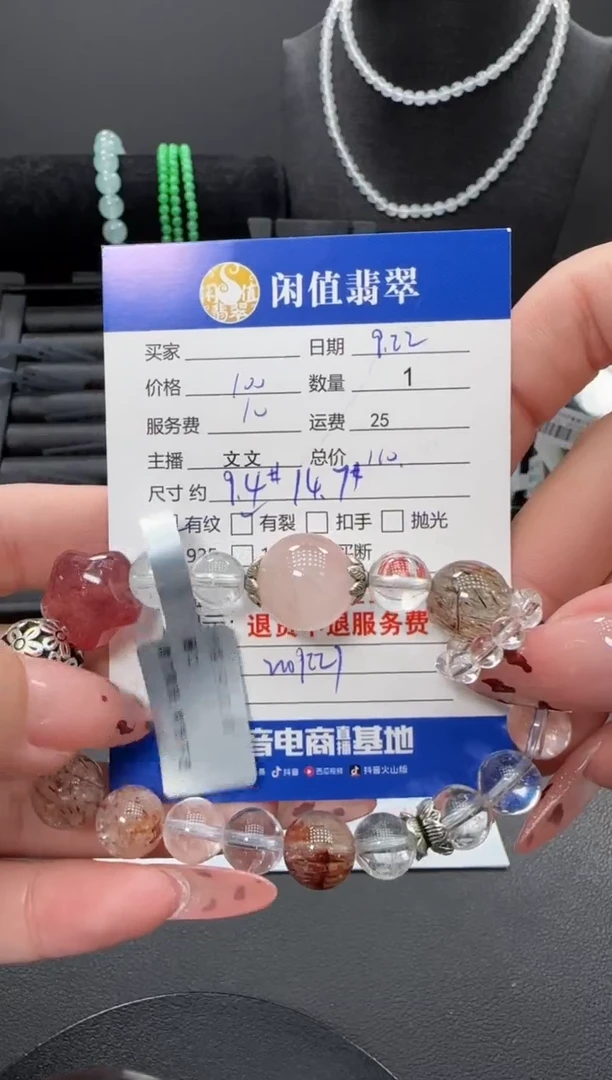 闲值翡翠
买家 日期 9.22
价格 100 数量 1
服务费 10 运费 25
主播 文文 总价 110.
尺寸 约 9.4# 14.7#
有纹 有裂 扣手 抛光
925 买断
退货不退服务费
音电商直播基地
抖音 西瓜视频 抖音火山版